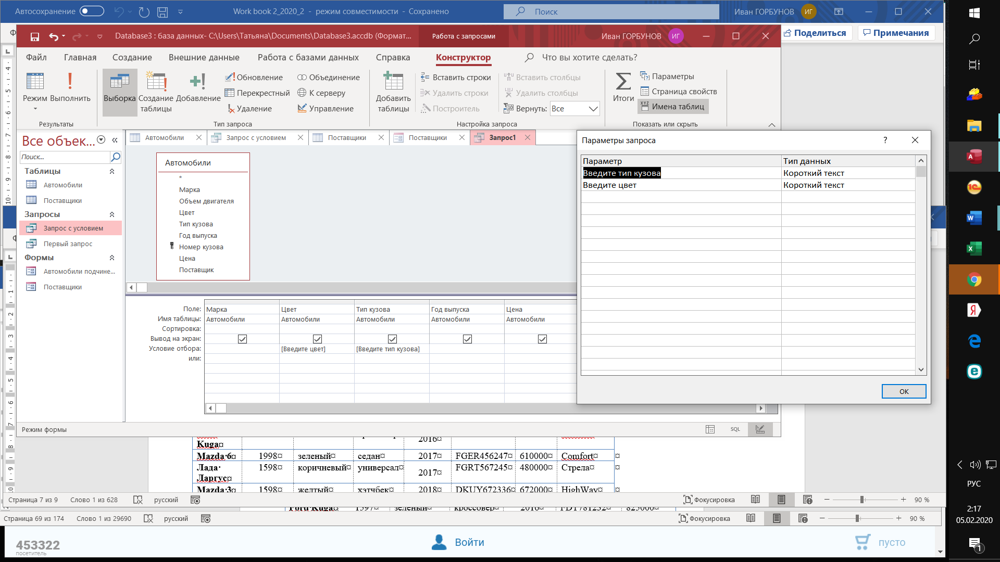 Автосохранение
Work book 2_2020_2 - режим совместимости - Сохранено
Поиск
Иван ГОРБУНОВ
ИГ
Поделиться
Примечания
Database3 : база данных- C:\Users\Татьяна\Documents\Database3.accdb (Формат...
Работа с запросами
Иван ГОРБУНОВ
ИГ
Файл Главная Создание Внешние данные Работа с базами данных Справка Конструктор Что вы хотите сделать?
Режим
Выполнить
Результаты
Выборка
Создание таблицы
Добавление
Обновление
Перекрестный
Удаление
Объединение
К серверу
Управление
Тип запроса
Добавить таблицы
Вставить строки
Удалить строки
Построитель
Вставить столбцы
Удалить столбцы
Вернуть: Все
Настройка запроса
Итоги
Параметры
Страница свойств
Имена таблиц
Показать или скрыть
Все объек...
Поиск...
Таблицы
Автомобили
Поставщики
Запросы
Запрос с условием
Первый запрос
Формы
Автомобили подчине...
Поставщики
Автомобили
Запрос с условием
Поставщики
Поставщики
Запрос1
Автомобили
*
Марка
Объем двигателя
Цвет
Тип кузова
Год выпуска
Номер кузова
Цена
Поставщик
Поле: Марка Цвет Тип кузова Год выпуска Цена
Имя таблицы: Автомобили Автомобили Автомобили Автомобили Автомобили
Сортировка:
Вывод на экран:
Условие отбора: [Введите цвет] [Введите тип кузова]
или:
Параметры запроса
?
Параметр Тип данных
Введите тип кузова Короткий текст
Введите цвет Короткий текст
ОК
Режим формы
SQL
2016¤
Kuga¤
Mazda·6¤ 1998¤ зеленый¤ седан¤ 2017¤ FGER456247¤ 610000¤ Comfort¤ ¤
Лада· Ларгус¤ 1598¤ коричневый¤ универсал¤ 2017¤ FGRT567245¤ 480000¤ Стрела¤ ¤
Mazda·3¤ 1598¤ желтый¤ хэтчбек¤ 2018¤ DKUY672336¤ 672000¤ HighWay¤ ¤
Страница 7 из 9 Слово 1 из 628 русский Фокусировка 90 %
Ford·Kuga¤ 1597¤ зеленый¤ кроссовер¤ 2016¤ FDT781252¤ 825000¤
Страница 69 из 174 Слово 1 из 29690 русский Фокусировка 90 %
453322
посетитель
Войти
пусто
РУС
2:17
05.02.2020
1